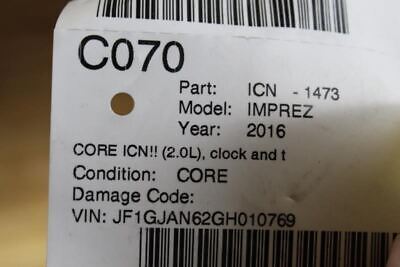 C070
Part: ICN - 1473
Model: IMPREZ
Year: 2016
CORE ICN!! (2.0L), clock and t
Condition: CORE
Damage Code:
VIN: JF1GJAN62GH010769